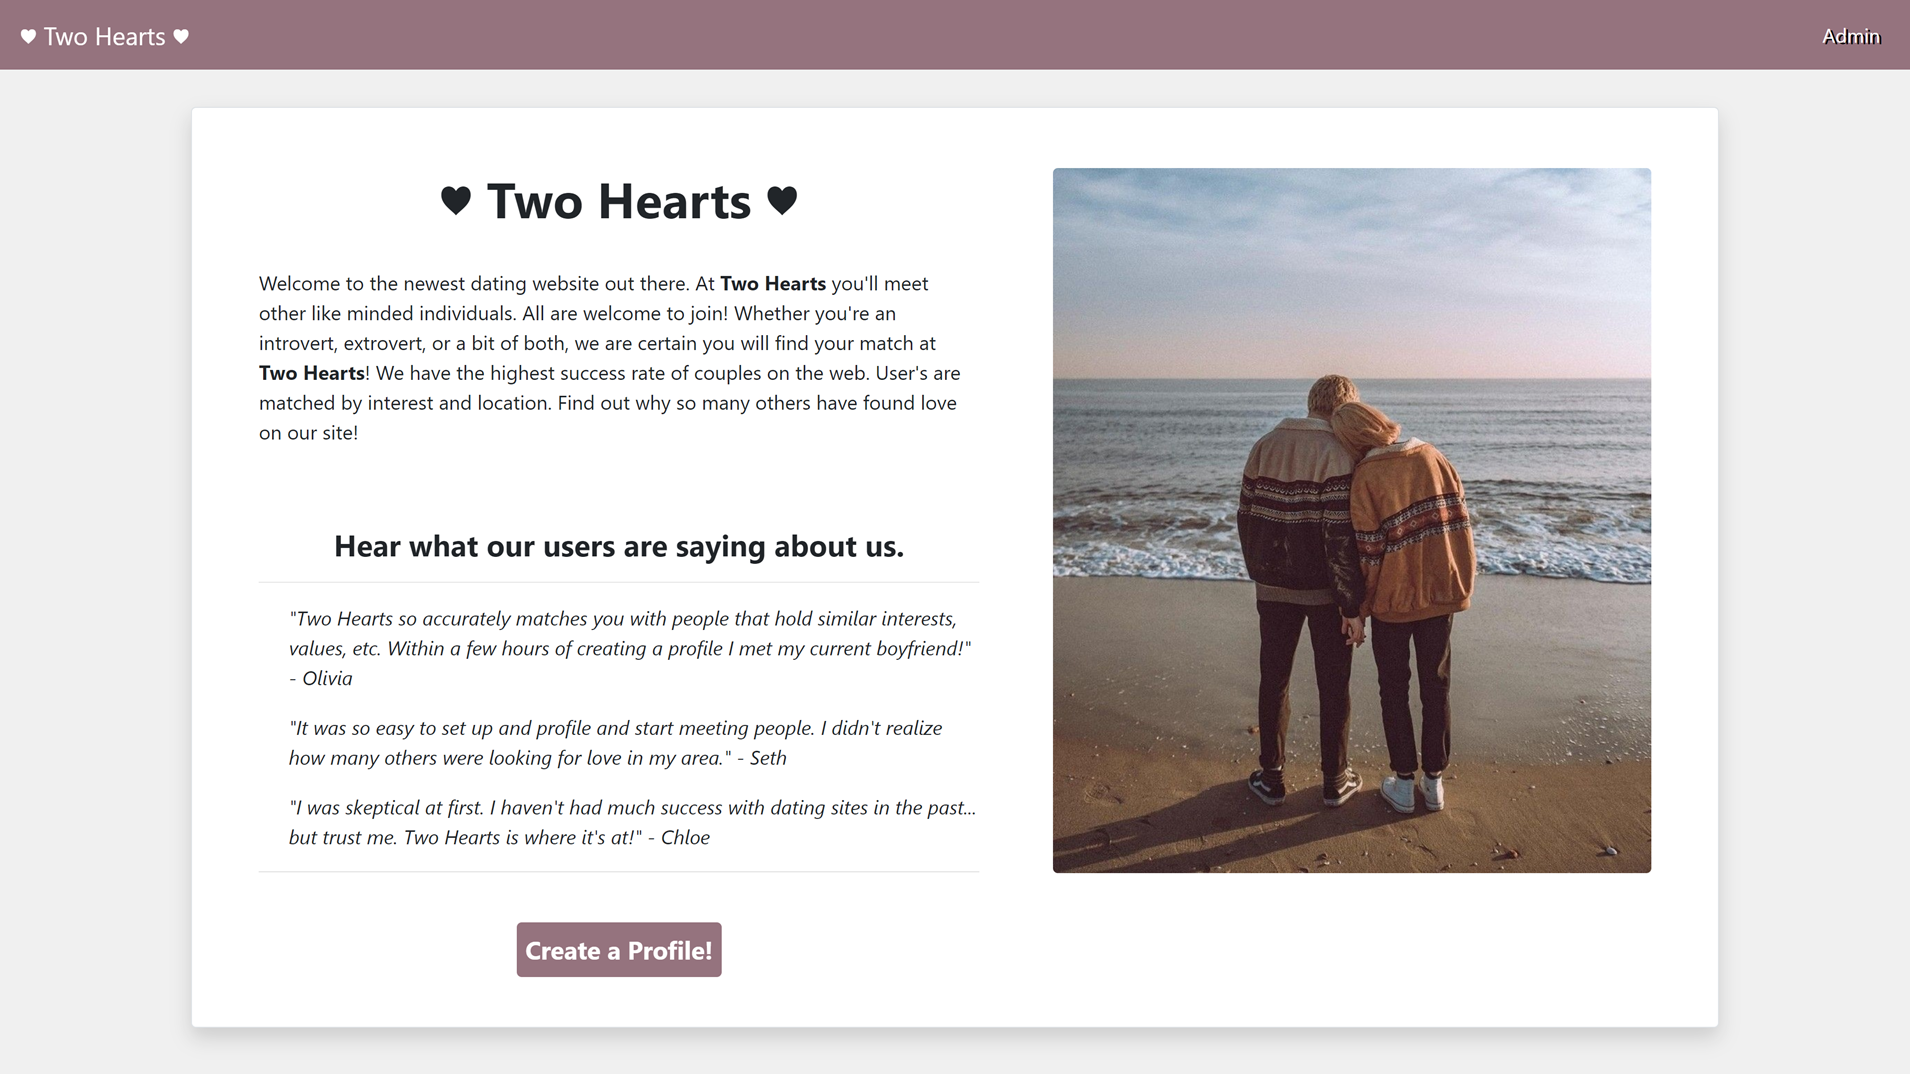 ♥ Two Hearts ♥
Admin
♥ Two Hearts ♥
Welcome to the newest dating website out there. At Two Hearts you'll meet
other like minded individuals. All are welcome to join! Whether you're an
introvert, extrovert, or a bit of both, we are certain you will find your match at
Two Hearts! We have the highest success rate of couples on the web. User's are
matched by interest and location. Find out why so many others have found love
on our site!
Hear what our users are saying about us.
"Two Hearts so accurately matches you with people that hold similar interests,
values, etc. Within a few hours of creating a profile I met my current boyfriend!"
- Olivia
"It was so easy to set up and profile and start meeting people. I didn't realize
how many others were looking for love in my area." - Seth
"I was skeptical at first. I haven't had much success with dating sites in the past...
but trust me. Two Hearts is where it's at!" - Chloe
Create a Profile!